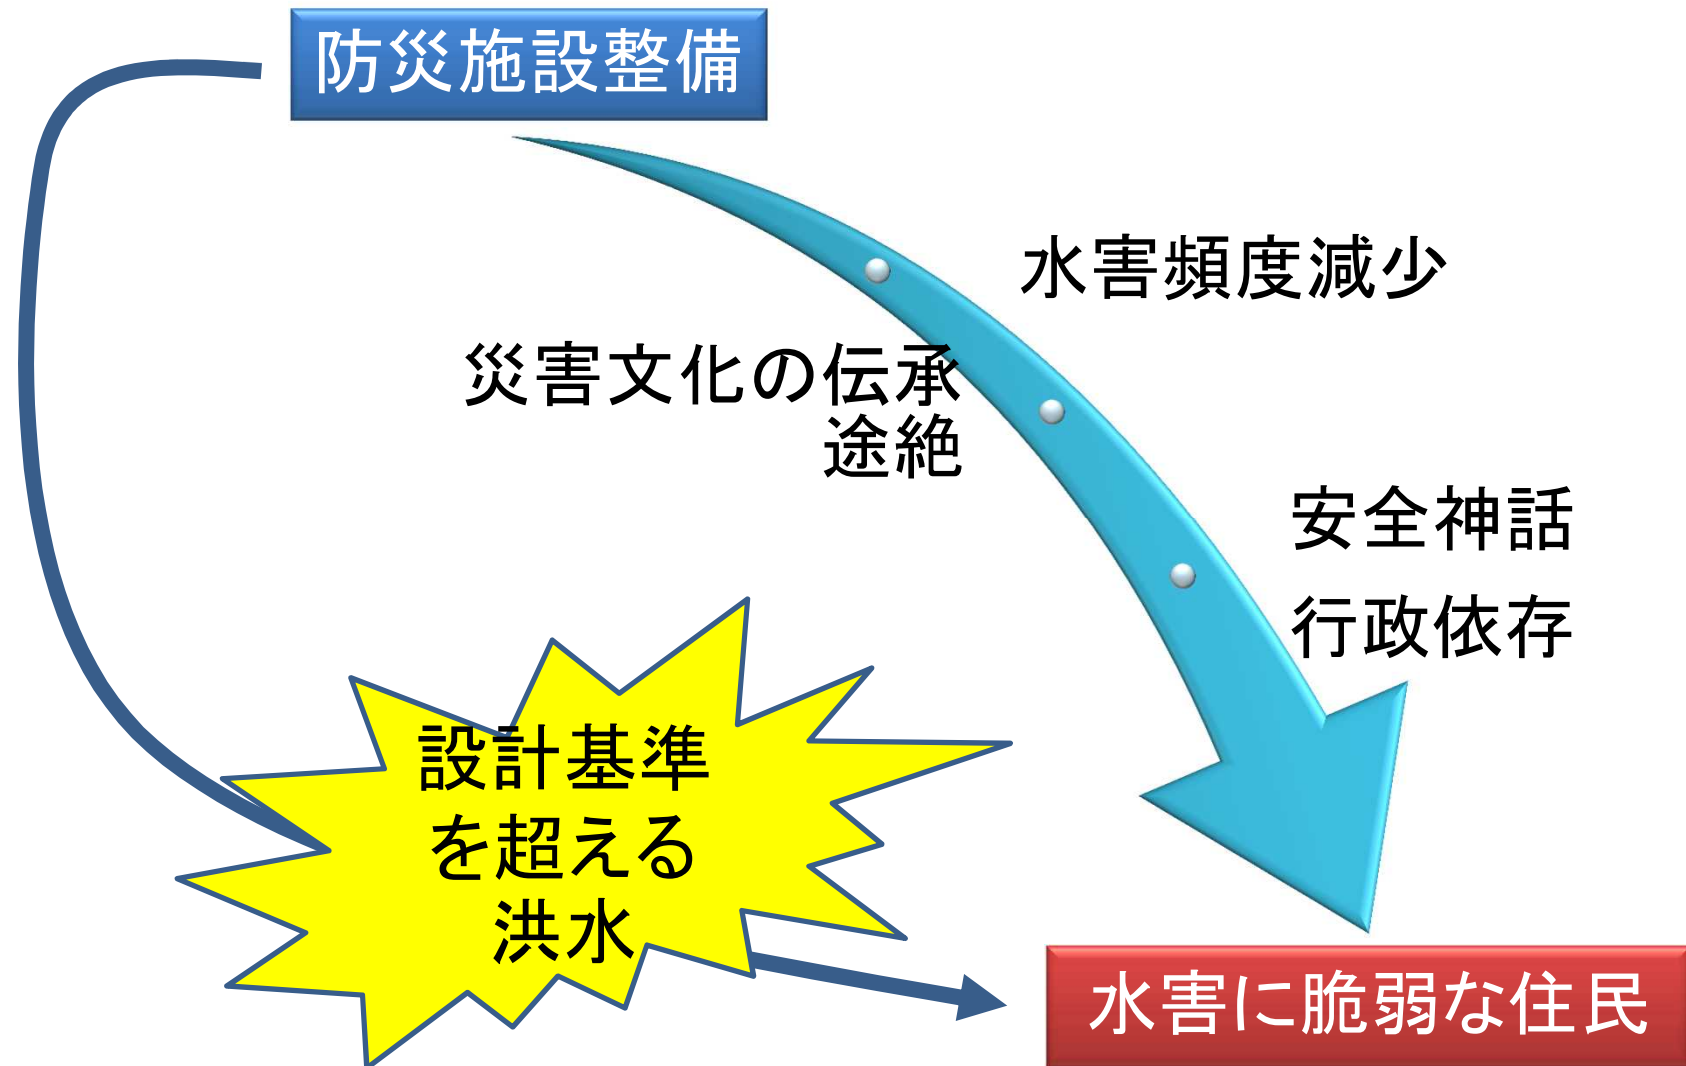 防災施設整備
水害頻度減少
災害文化の伝承
途絶
安全神話
行政依存
設計基準
を超える
洪水
水害に脆弱な住民